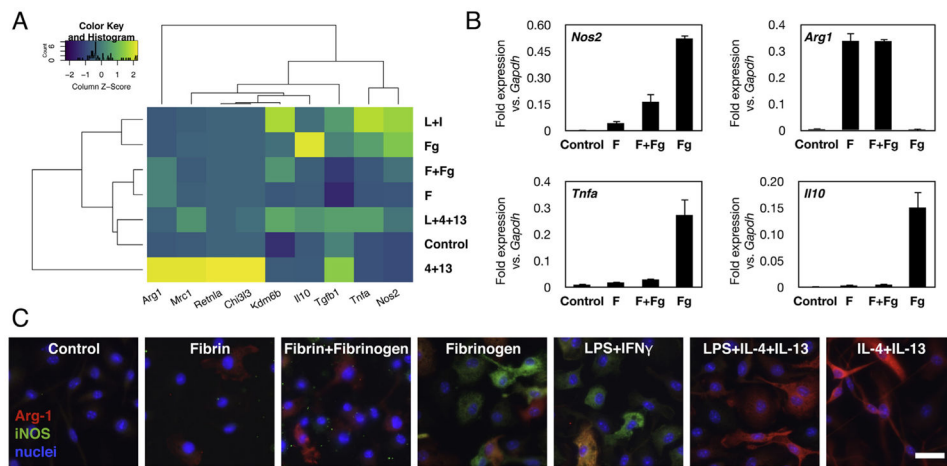 A
Color Key
and Histogram
Count
0 6
-2 -1 0 1 2
Column Z-Score
L+I
Fg
F+Fg
F
L+4+13
Control
4+13
Arg1 Mrc1 Retnla Chi3l3 Kdm6b Il10 Tgfb1 Tnfa Nos2
B
Nos2
Fold expression
vs. Gapdh
0.60
0.45
0.30
0.15
0
Control F F+Fg Fg
Arg1
Fold expression
vs. Gapdh
0.4
0.3
0.2
0.1
0
Control F F+Fg Fg
Tnfa
Fold expression
vs. Gapdh
0.4
0.3
0.2
0.1
0
Control F F+Fg Fg
Il10
Fold expression
vs. Gapdh
0.20
0.15
0.10
0.05
0.00
Control F F+Fg Fg
C
Control
Fibrin
Fibrin+Fibrinogen
Fibrinogen
LPS+IFNγ
LPS+IL-4+IL-13
IL-4+IL-13
Arg-1
iNOS
nuclei